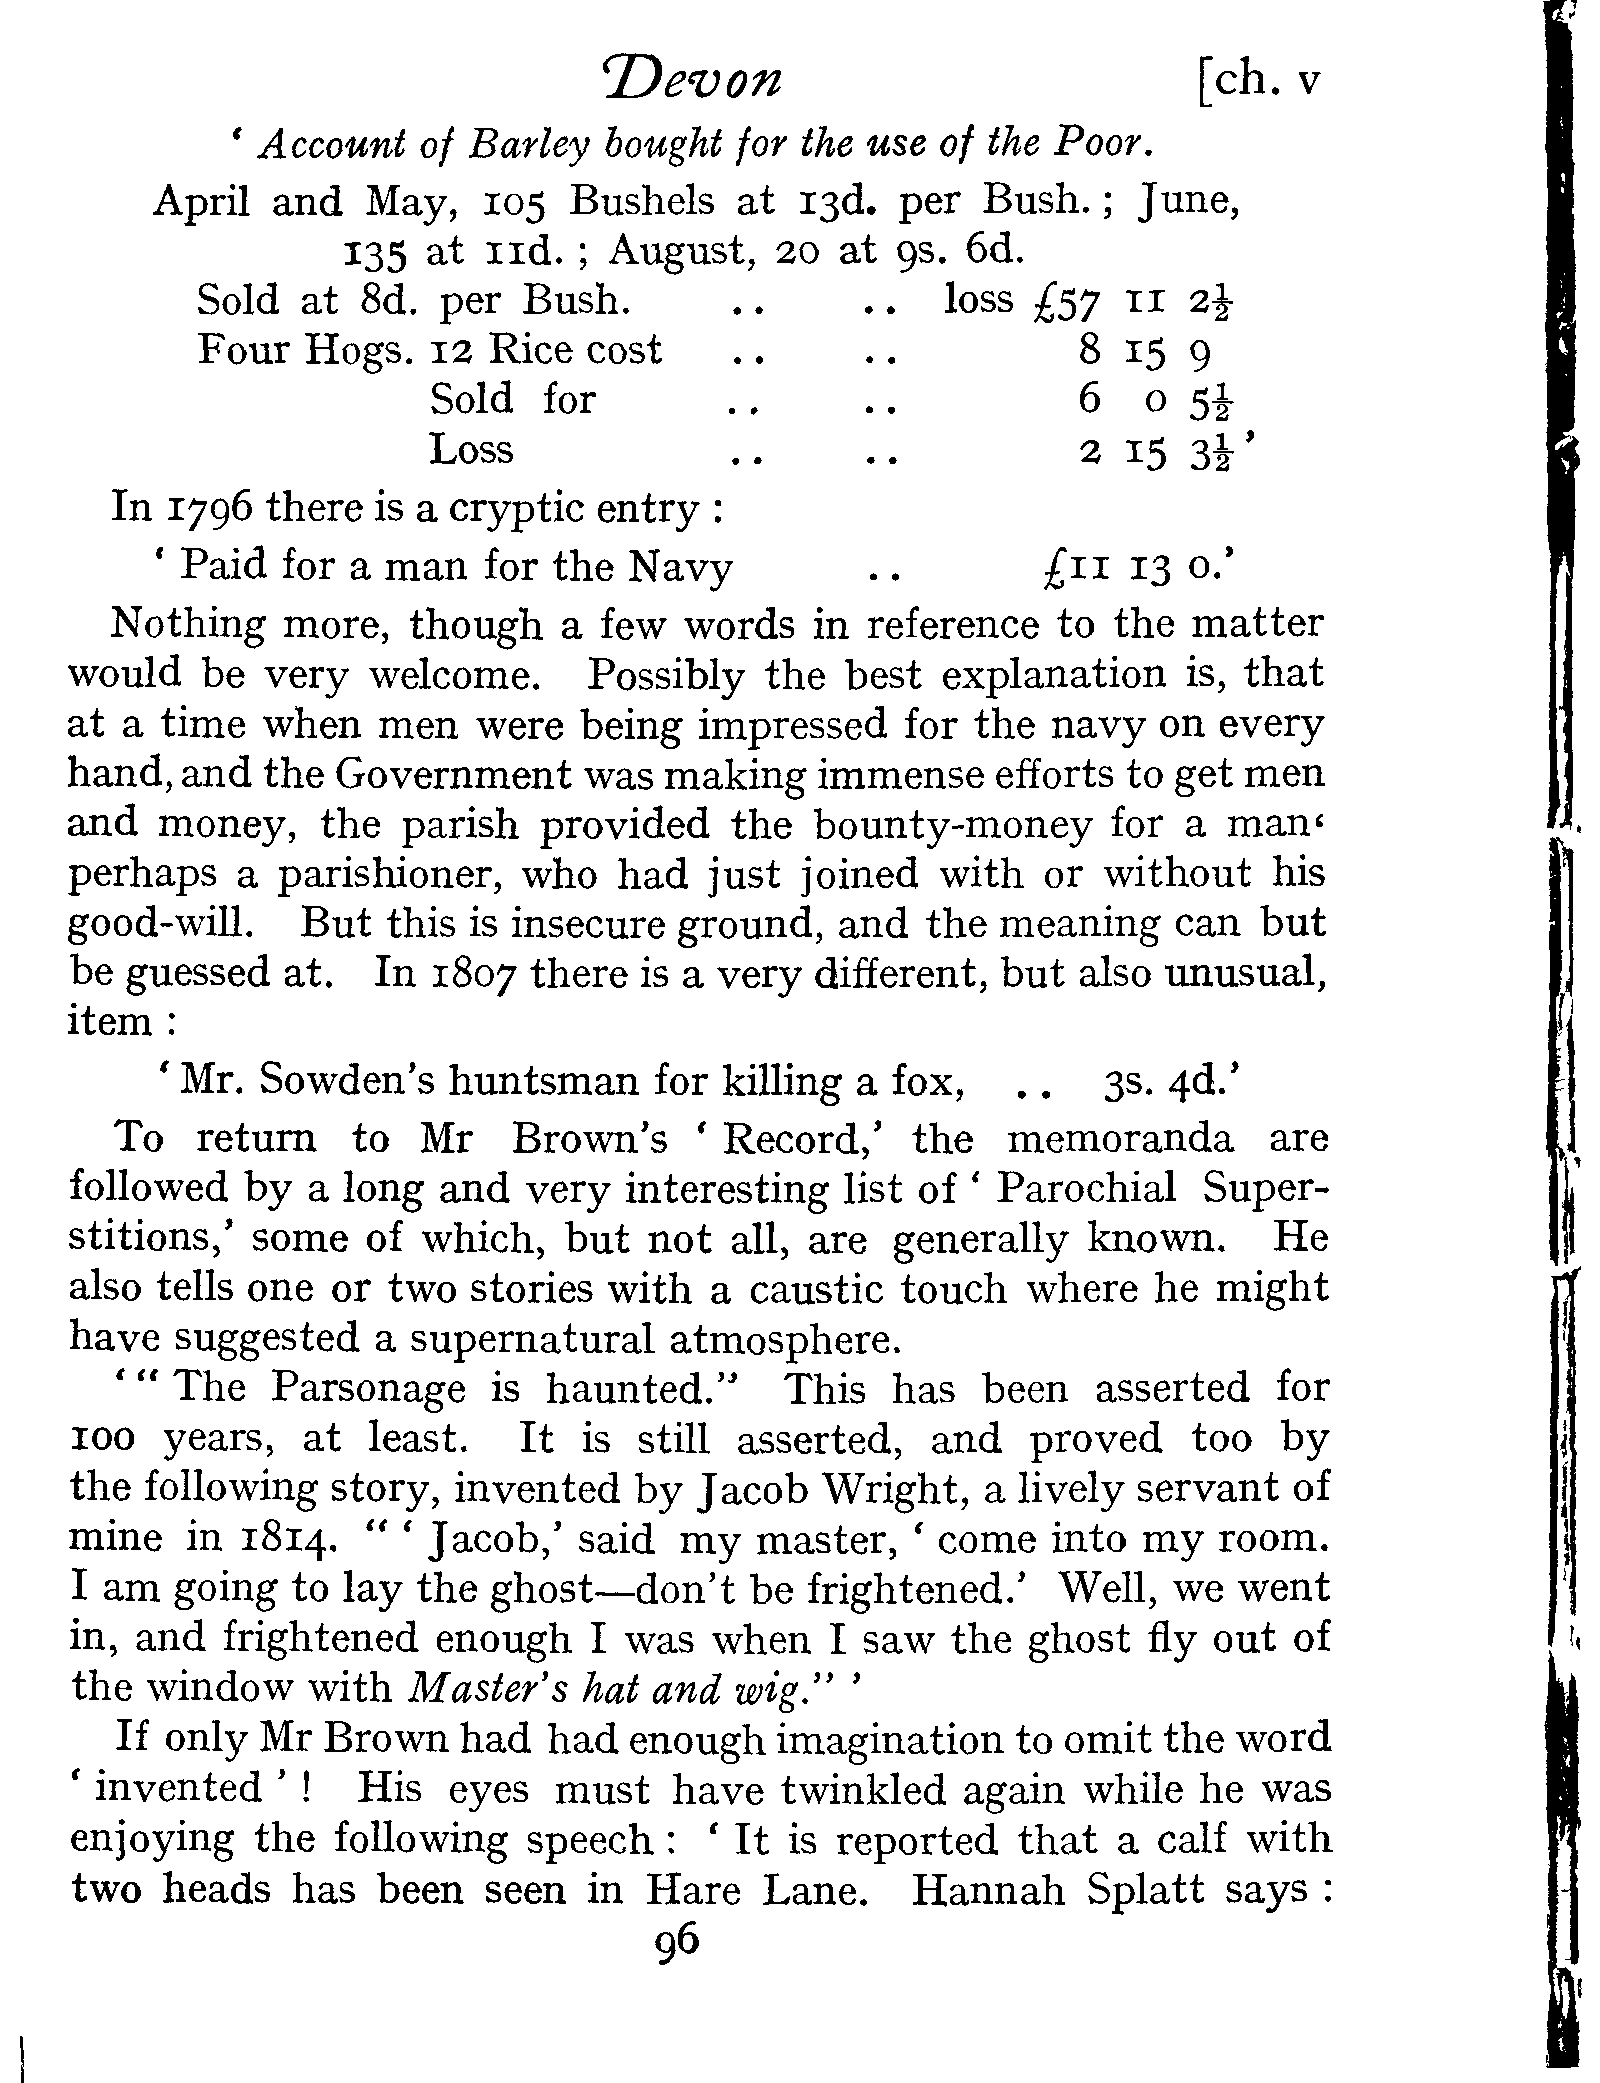 Devon [ch. v
‘ Account of Barley bought for the use of the Poor.
April and May, 105 Bushels at 13d. per Bush. ; June,
135 at 11d. ; August, 20 at 9s. 6d.
Sold at 8d. per Bush. .. .. loss £57 11 2½
Four Hogs. 12 Rice cost .. .. 8 15 9
Sold for .. .. 6 0 5½
Loss .. .. 2 15 3½ ’
In 1796 there is a cryptic entry :
‘ Paid for a man for the Navy .. £11 13 0.’
Nothing more, though a few words in reference to the matter
would be very welcome. Possibly the best explanation is, that
at a time when men were being impressed for the navy on every
hand, and the Government was making immense efforts to get men
and money, the parish provided the bounty-money for a man‘
perhaps a parishioner, who had just joined with or without his
good-will. But this is insecure ground, and the meaning can but
be guessed at. In 1807 there is a very different, but also unusual,
item :
‘ Mr. Sowden’s huntsman for killing a fox, .. 3s. 4d.’
To return to Mr Brown’s ‘ Record,’ the memoranda are
followed by a long and very interesting list of ‘ Parochial Super-
stitions,’ some of which, but not all, are generally known. He
also tells one or two stories with a caustic touch where he might
have suggested a supernatural atmosphere.
‘ “ The Parsonage is haunted.” This has been asserted for
100 years, at least. It is still asserted, and proved too by
the following story, invented by Jacob Wright, a lively servant of
mine in 1814. “ ‘ Jacob,’ said my master, ‘ come into my room.
I am going to lay the ghost—don’t be frightened.’ Well, we went
in, and frightened enough I was when I saw the ghost fly out of
the window with Master’s hat and wig.” ’
If only Mr Brown had had enough imagination to omit the word
‘ invented ’ ! His eyes must have twinkled again while he was
enjoying the following speech : ‘ It is reported that a calf with
two heads has been seen in Hare Lane. Hannah Splatt says :
96